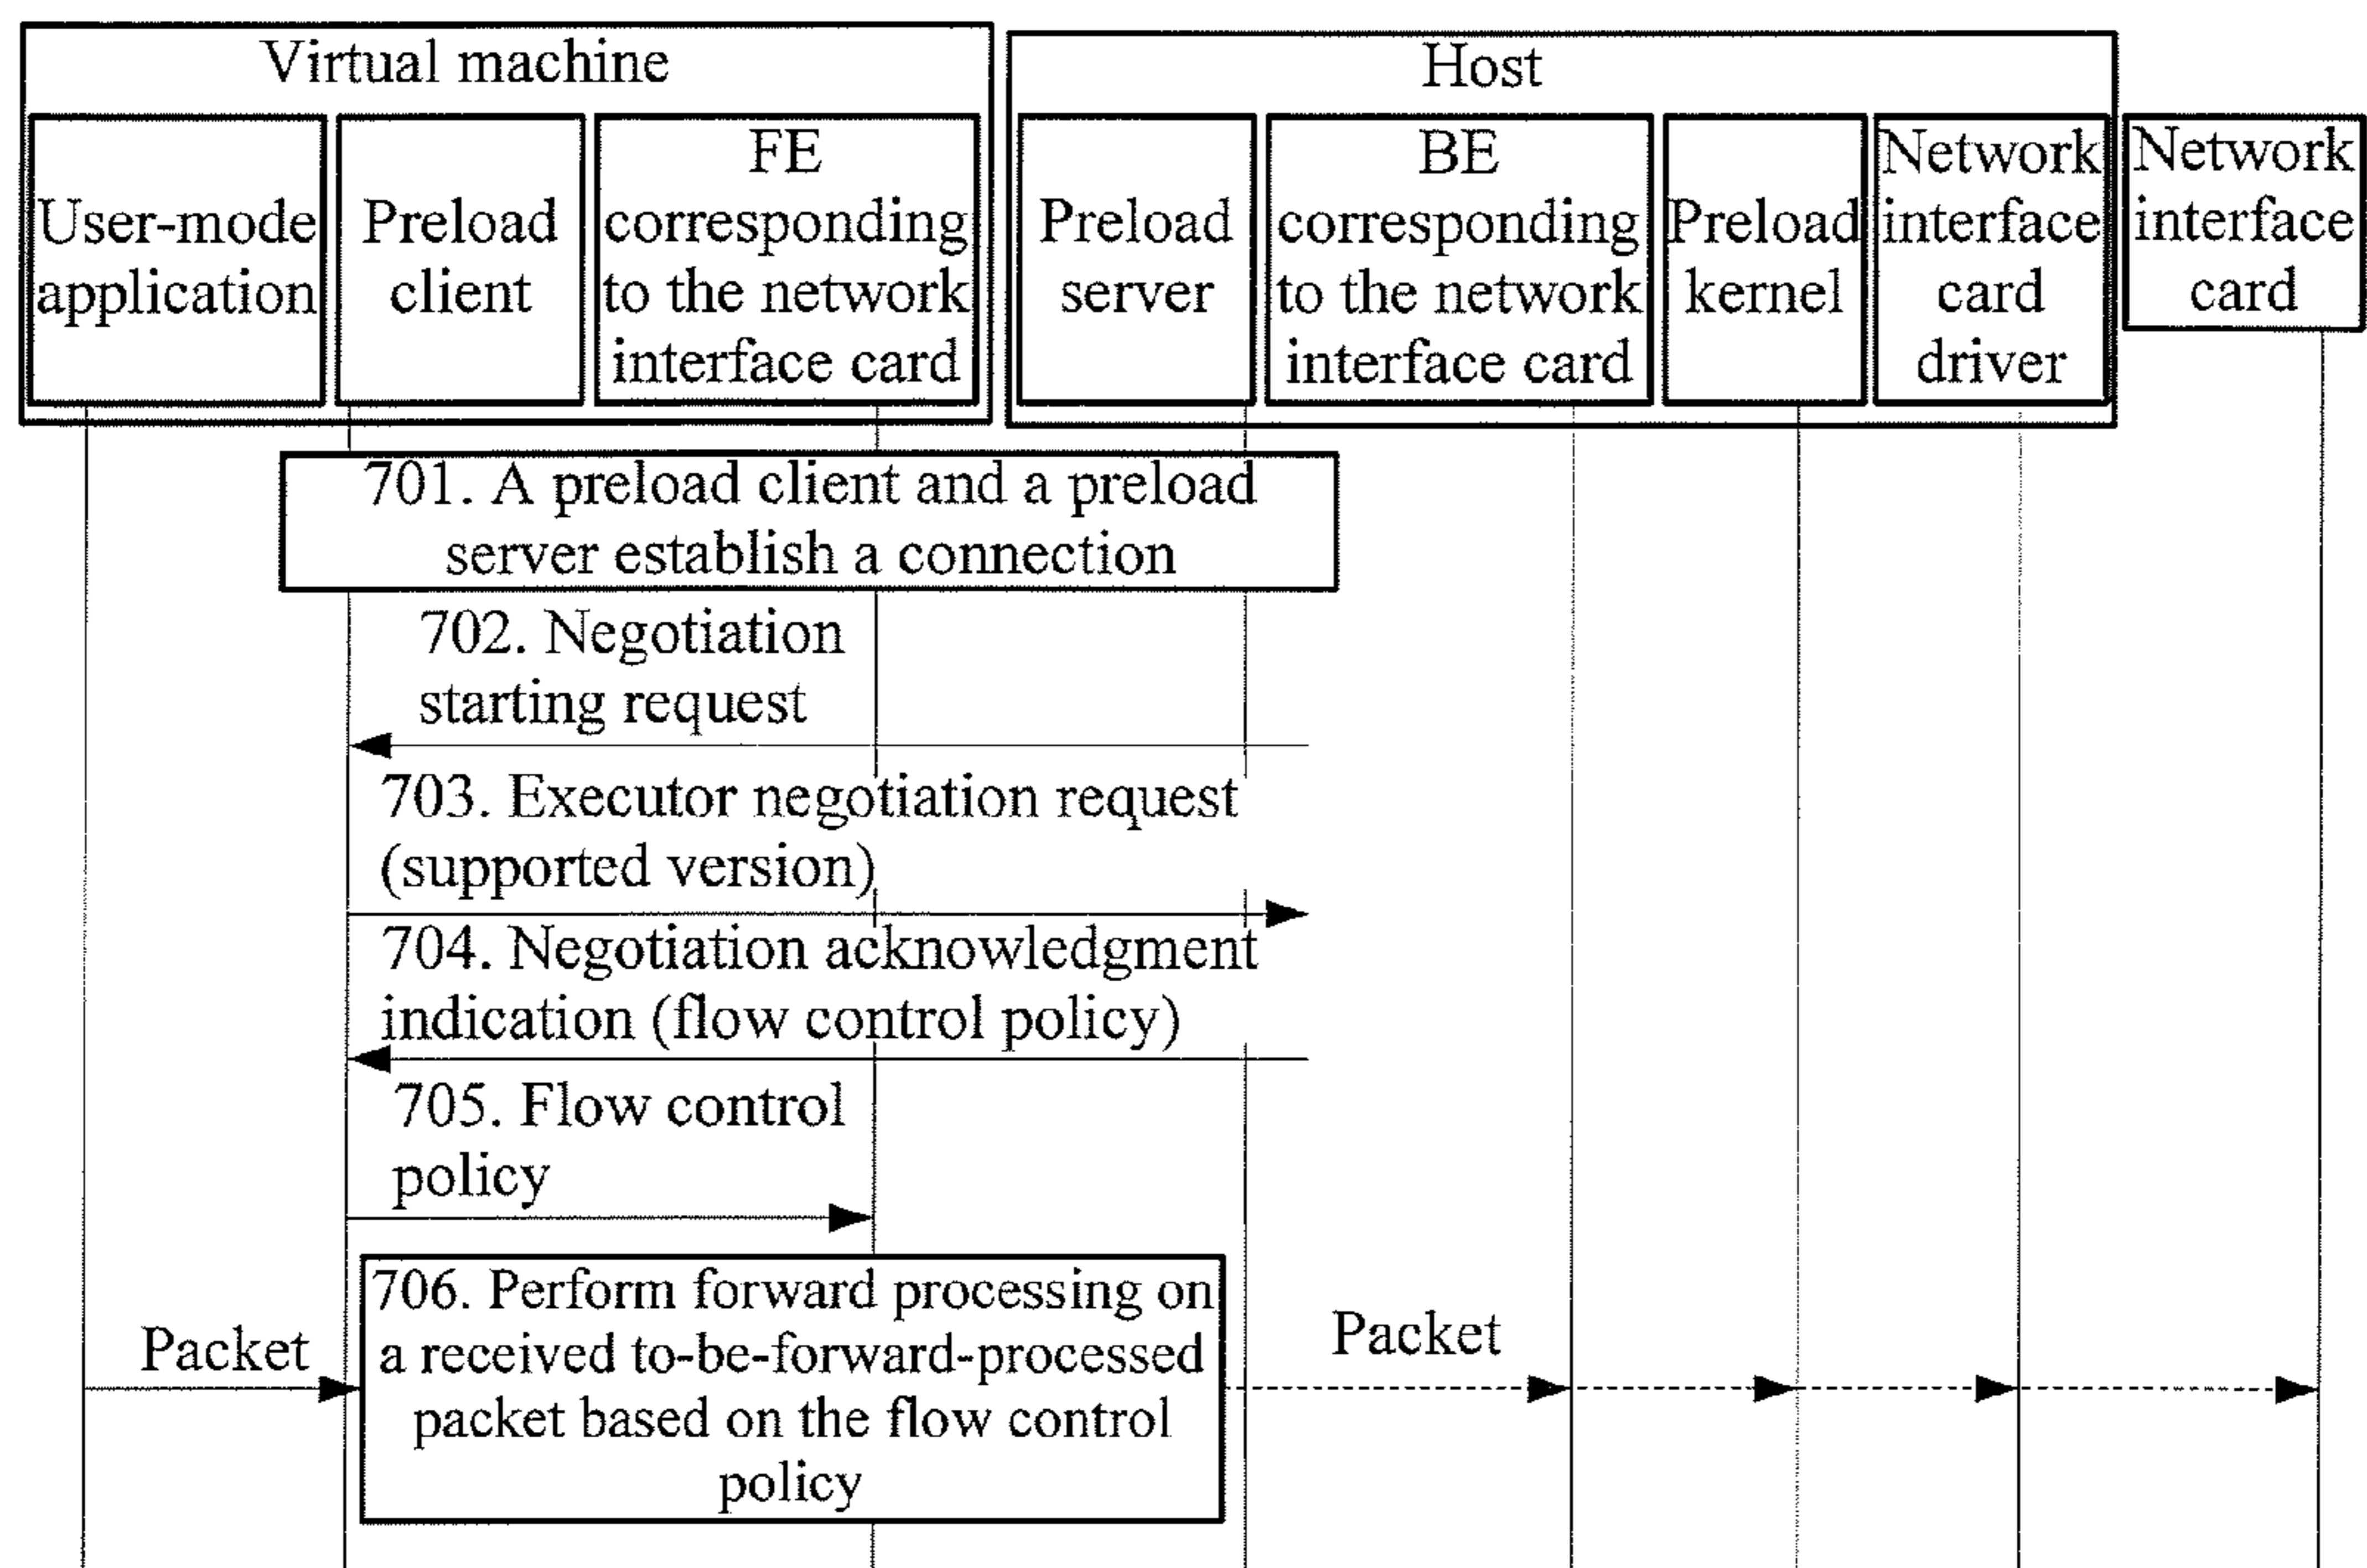 Virtual machine
Host
User-mode
application
Preload
client
FE
corresponding
to the network
interface card
Preload
server
BE
corresponding
to the network
interface card
Preload
kernel
Network
interface
card
driver
Network
interface
card
701. A preload client and a preload
server establish a connection
702. Negotiation
starting request
703. Executor negotiation request
(supported version)
704. Negotiation acknowledgment
indication (flow control policy)
705. Flow control
policy
706. Perform forward processing on
a received to-be-forward-processed
packet based on the flow control
policy
Packet
Packet